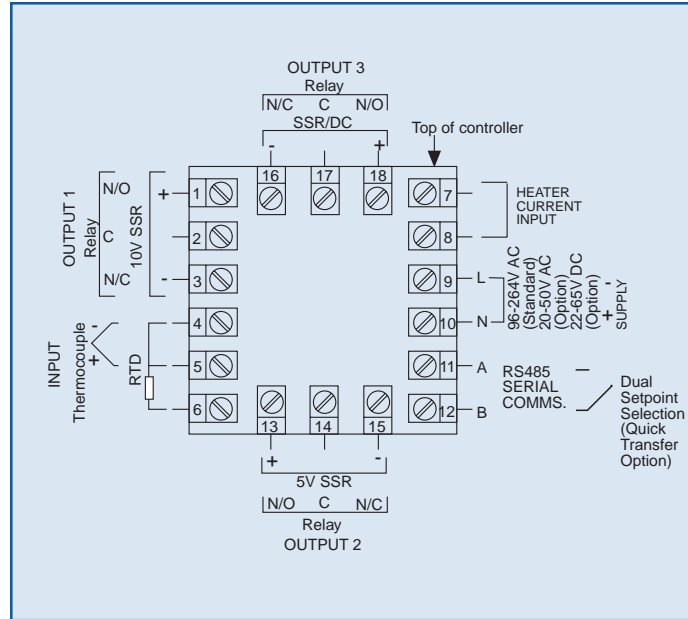 OUTPUT 3
Relay
N/C C N/O
SSR/DC
- +
Top of controller
16 17 18
OUTPUT 1
Relay
N/O
C
N/C
10V SSR
+
-
1
2
3
4
5
6
INPUT
Thermocouple
-
+
RTD
7
8
9
10
11
12
HEATER
CURRENT
INPUT
L
N
96-264V AC
(Standard)
20-50V AC
(Option)
22-65V DC
(Option)
- +
SUPPLY
A
B
RS485
SERIAL
COMMS.
Dual
Setpoint
Selection
(Quick
Transfer
Option)
13 14 15
+ -
5V SSR
N/O C N/C
Relay
OUTPUT 2